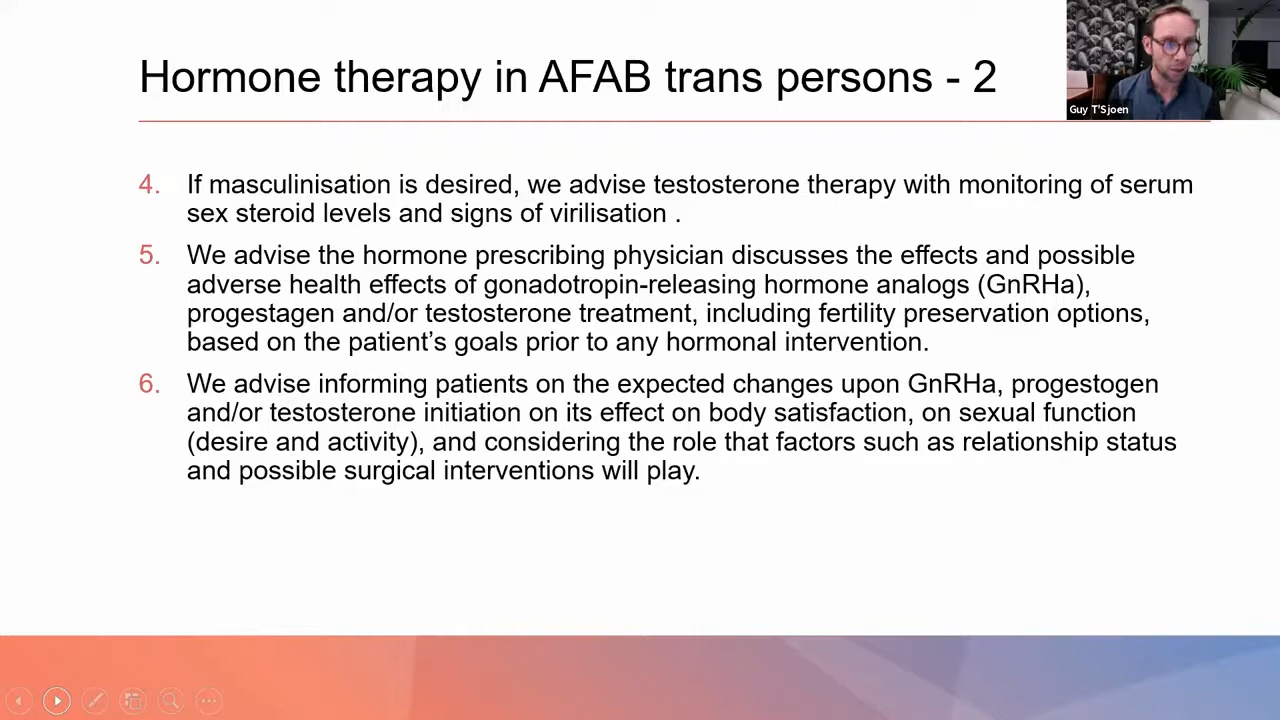 Hormone therapy in AFAB trans persons - 2
Guy T'Sjoen
4. If masculinisation is desired, we advise testosterone therapy with monitoring of serum
sex steroid levels and signs of virilisation .
5. We advise the hormone prescribing physician discusses the effects and possible
adverse health effects of gonadotropin-releasing hormone analogs (GnRHa),
progestagen and/or testosterone treatment, including fertility preservation options,
based on the patient’s goals prior to any hormonal intervention.
6. We advise informing patients on the expected changes upon GnRHa, progestogen
and/or testosterone initiation on its effect on body satisfaction, on sexual function
(desire and activity), and considering the role that factors such as relationship status
and possible surgical interventions will play.